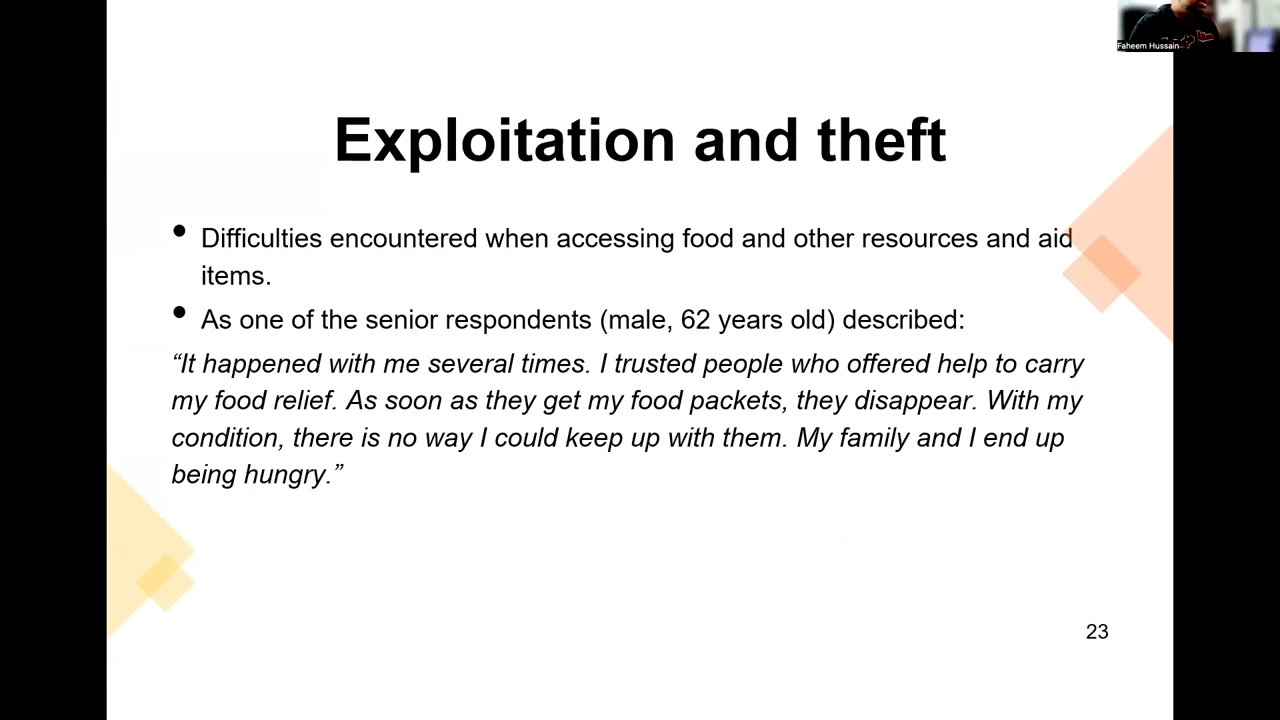 Faheem Hussain
Exploitation and theft
• Difficulties encountered when accessing food and other resources and aid
items.
• As one of the senior respondents (male, 62 years old) described:
“It happened with me several times. I trusted people who offered help to carry
my food relief. As soon as they get my food packets, they disappear. With my
condition, there is no way I could keep up with them. My family and I end up
being hungry.”
23